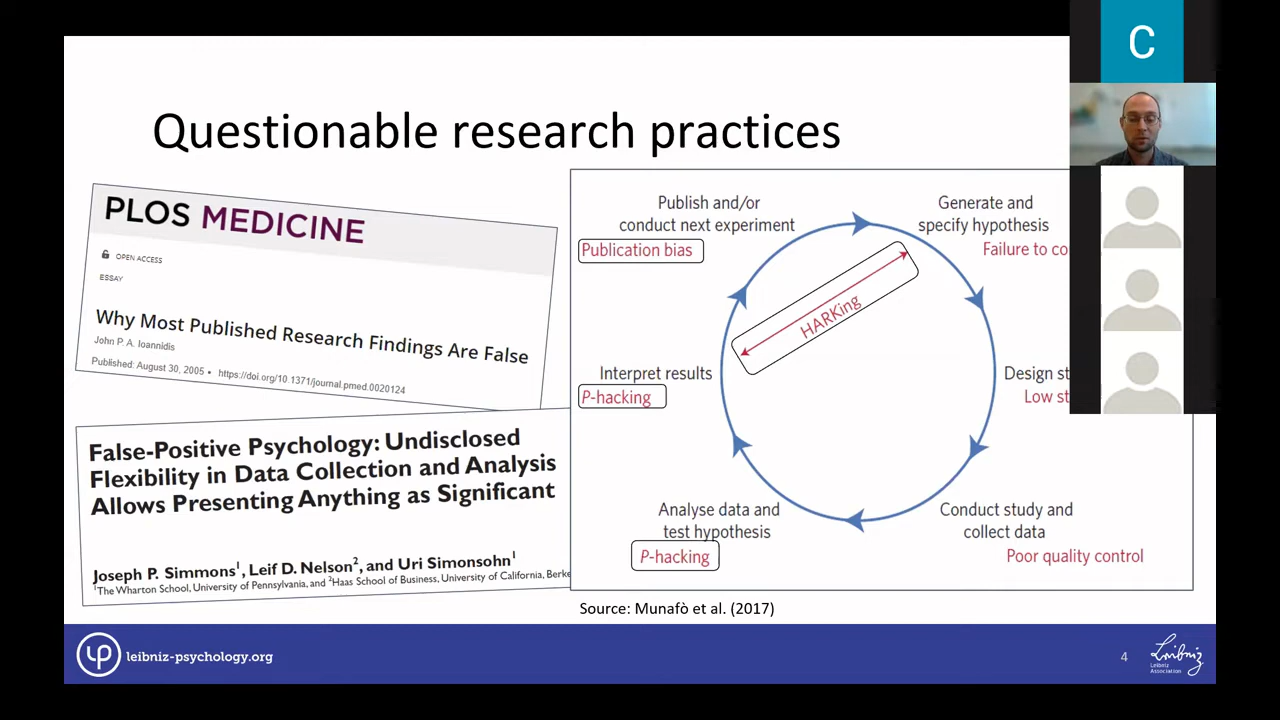 C
Questionable research practices
PLOS MEDICINE
OPEN ACCESS
ESSAY
Why Most Published Research Findings Are False
John P. A. Ioannidis
Published: August 30, 2005 • https://doi.org/10.1371/journal.pmed.0020124
False-Positive Psychology: Undisclosed
Flexibility in Data Collection and Analysis
Allows Presenting Anything as Significant
Joseph P. Simmons¹, Leif D. Nelson², and Uri Simonsohn¹
¹The Wharton School, University of Pennsylvania, and ²Haas School of Business, University of California, Berke
Publish and/or
conduct next experiment
Publication bias
Generate and
specify hypothesis
Failure to co
HARKing
Interpret results
P-hacking
Design st
Low st
Analyse data and
test hypothesis
P-hacking
Conduct study and
collect data
Poor quality control
Source: Munafò et al. (2017)
leibniz-psychology.org
4
Leibniz
Leibniz
Association